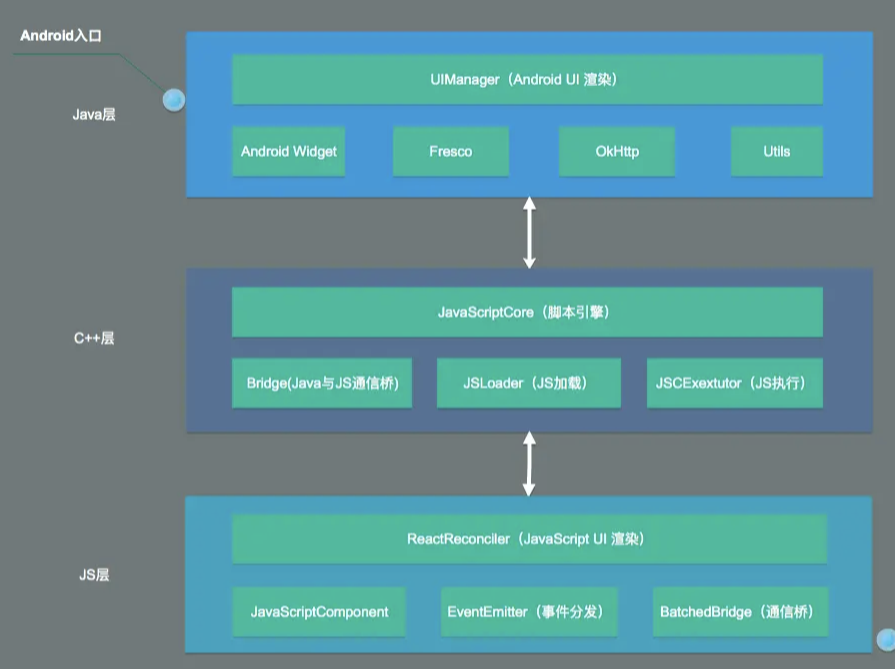 Android入口
Java层
UIManager（Android UI 渲染）
Android Widget
Fresco
OkHttp
Utils
C++层
JavaScriptCore（脚本引擎）
Bridge(Java与JS通信桥)
JSLoader（JS加载）
JSCExextutor（JS执行）
JS层
ReactReconciler（JavaScript UI 渲染）
JavaScriptComponent
EventEmitter（事件分发）
BatchedBridge（通信桥）